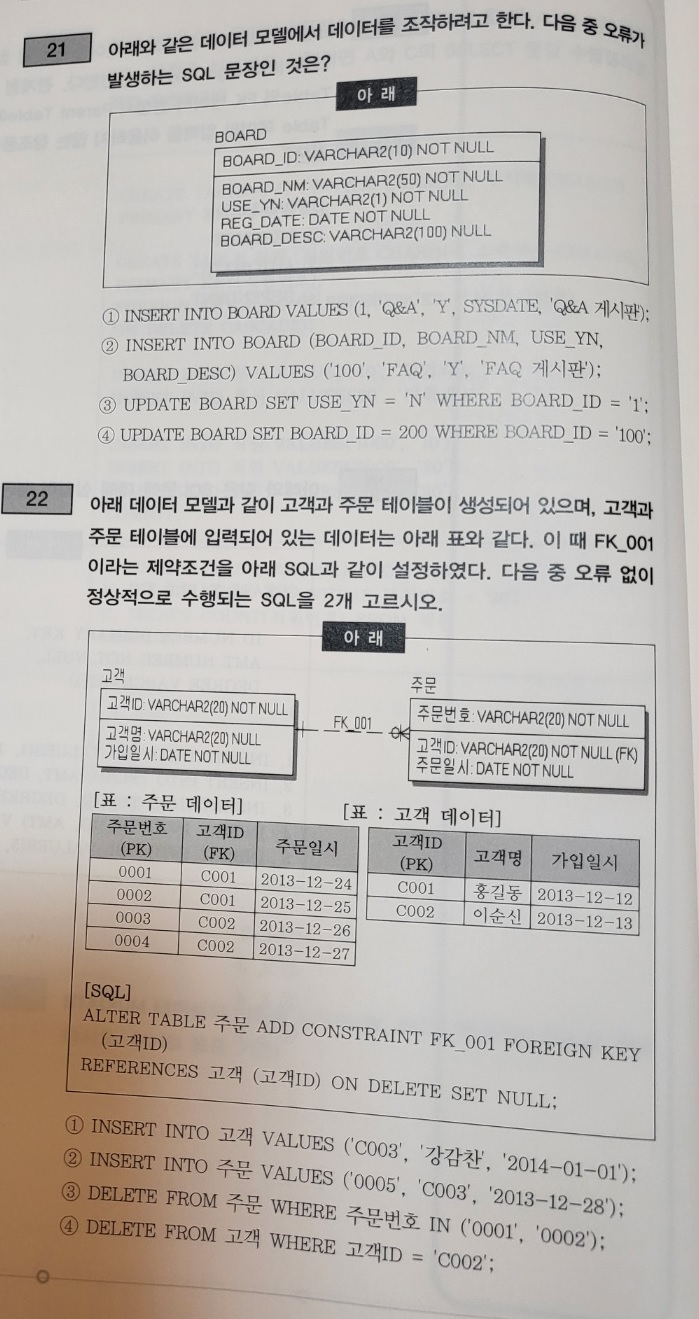 21
아래와 같은 데이터 모델에서 데이터를 조작하려고 한다. 다음 중 오류가
발생하는 SQL 문장인 것은?
아 래
BOARD
BOARD_ID: VARCHAR2(10) NOT NULL
BOARD_NM: VARCHAR2(50) NOT NULL
USE_YN: VARCHAR2(1) NOT NULL
REG_DATE: DATE NOT NULL
BOARD_DESC: VARCHAR2(100) NULL
① INSERT INTO BOARD VALUES (1, 'Q&A', 'Y', SYSDATE, 'Q&A 게시판');
② INSERT INTO BOARD (BOARD_ID, BOARD_NM, USE_YN,
BOARD_DESC) VALUES ('100', 'FAQ', 'Y', 'FAQ 게시판');
③ UPDATE BOARD SET USE_YN = 'N' WHERE BOARD_ID = '1';
④ UPDATE BOARD SET BOARD_ID = 200 WHERE BOARD_ID = '100';
22
아래 데이터 모델과 같이 고객과 주문 테이블이 생성되어 있으며, 고객과
주문 테이블에 입력되어 있는 데이터는 아래 표와 같다. 이 때 FK_001
이라는 제약조건을 아래 SQL과 같이 설정하였다. 다음 중 오류 없이
정상적으로 수행되는 SQL을 2개 고르시오.
아 래
고객
고객ID: VARCHAR2(20) NOT NULL
고객명: VARCHAR2(20) NULL
가입일시: DATE NOT NULL
FK_001
주문
주문번호: VARCHAR2(20) NOT NULL
고객ID: VARCHAR2(20) NOT NULL (FK)
주문일시: DATE NOT NULL
[표 : 주문 데이터]
주문번호 (PK) 고객ID (FK) 주문일시
0001 C001 2013-12-24
0002 C001 2013-12-25
0003 C002 2013-12-26
0004 C002 2013-12-27
[표 : 고객 데이터]
고객ID (PK) 고객명 가입일시
C001 홍길동 2013-12-12
C002 이순신 2013-12-13
[SQL]
ALTER TABLE 주문 ADD CONSTRAINT FK_001 FOREIGN KEY
(고객ID)
REFERENCES 고객 (고객ID) ON DELETE SET NULL;
① INSERT INTO 고객 VALUES ('C003', '강감찬', '2014-01-01');
② INSERT INTO 주문 VALUES ('0005', 'C003', '2013-12-28');
③ DELETE FROM 주문 WHERE 주문번호 IN ('0001', '0002');
④ DELETE FROM 고객 WHERE 고객ID = 'C002';